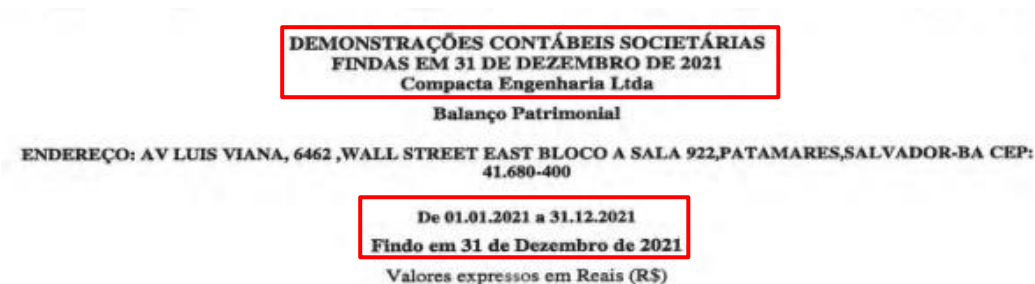 DEMONSTRAÇÕES CONTÁBEIS SOCIETÁRIAS
FINDAS EM 31 DE DEZEMBRO DE 2021
Compacta Engenharia Ltda
Balanço Patrimonial
ENDEREÇO: AV LUIS VIANA, 6462 ,WALL STREET EAST BLOCO A SALA 922,PATAMARES,SALVADOR-BA CEP:
41.680-400
De 01.01.2021 a 31.12.2021
Findo em 31 de Dezembro de 2021
Valores expressos em Reais (R$)